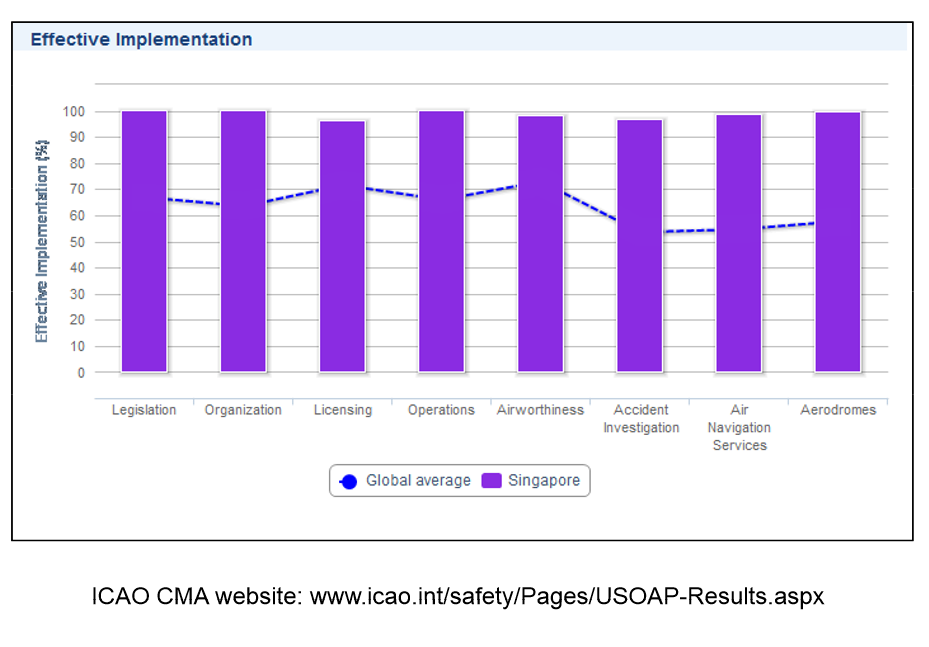 Effective Implementation
Effective Implementation (%)
100
90
80
70
60
50
40
30
20
10
0
Legislation
Organization
Licensing
Operations
Airworthiness
Accident
Investigation
Air
Navigation
Services
Aerodromes
Global average
Singapore
ICAO CMA website: www.icao.int/safety/Pages/USOAP-Results.aspx